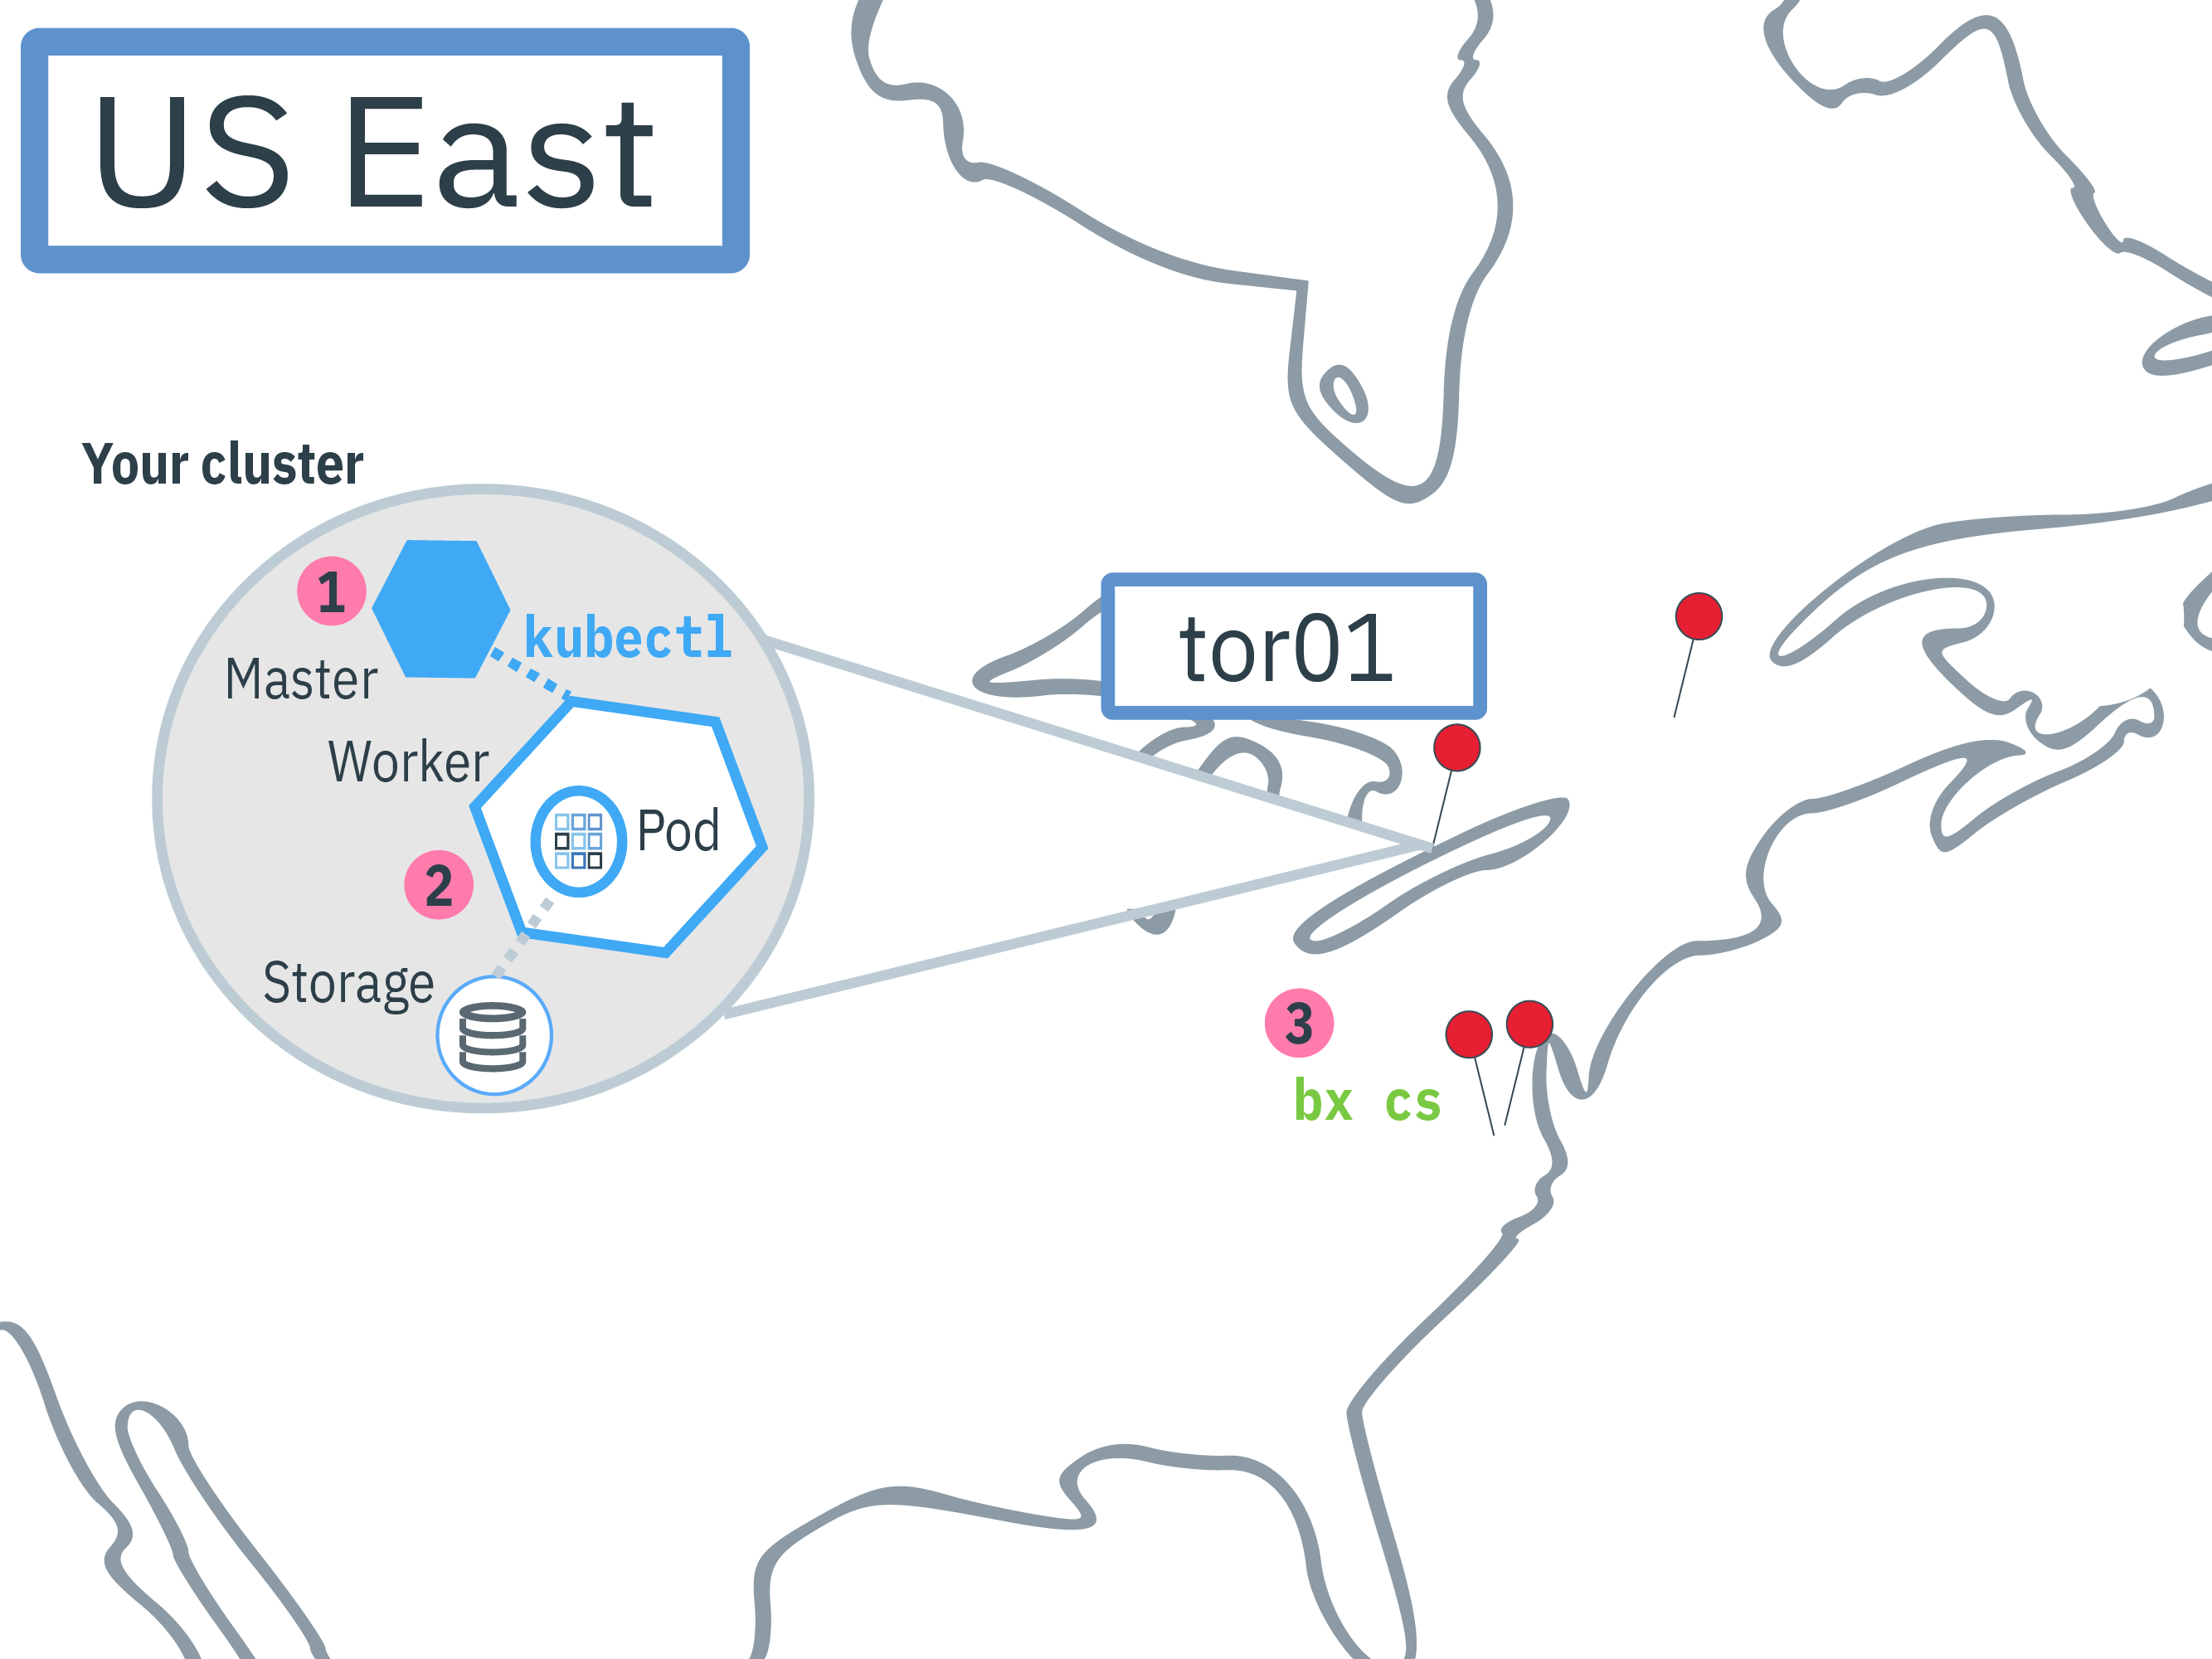 US East
Your cluster
1
kubectl
Master
Worker
Pod
2
Storage
tor01
3
bx cs